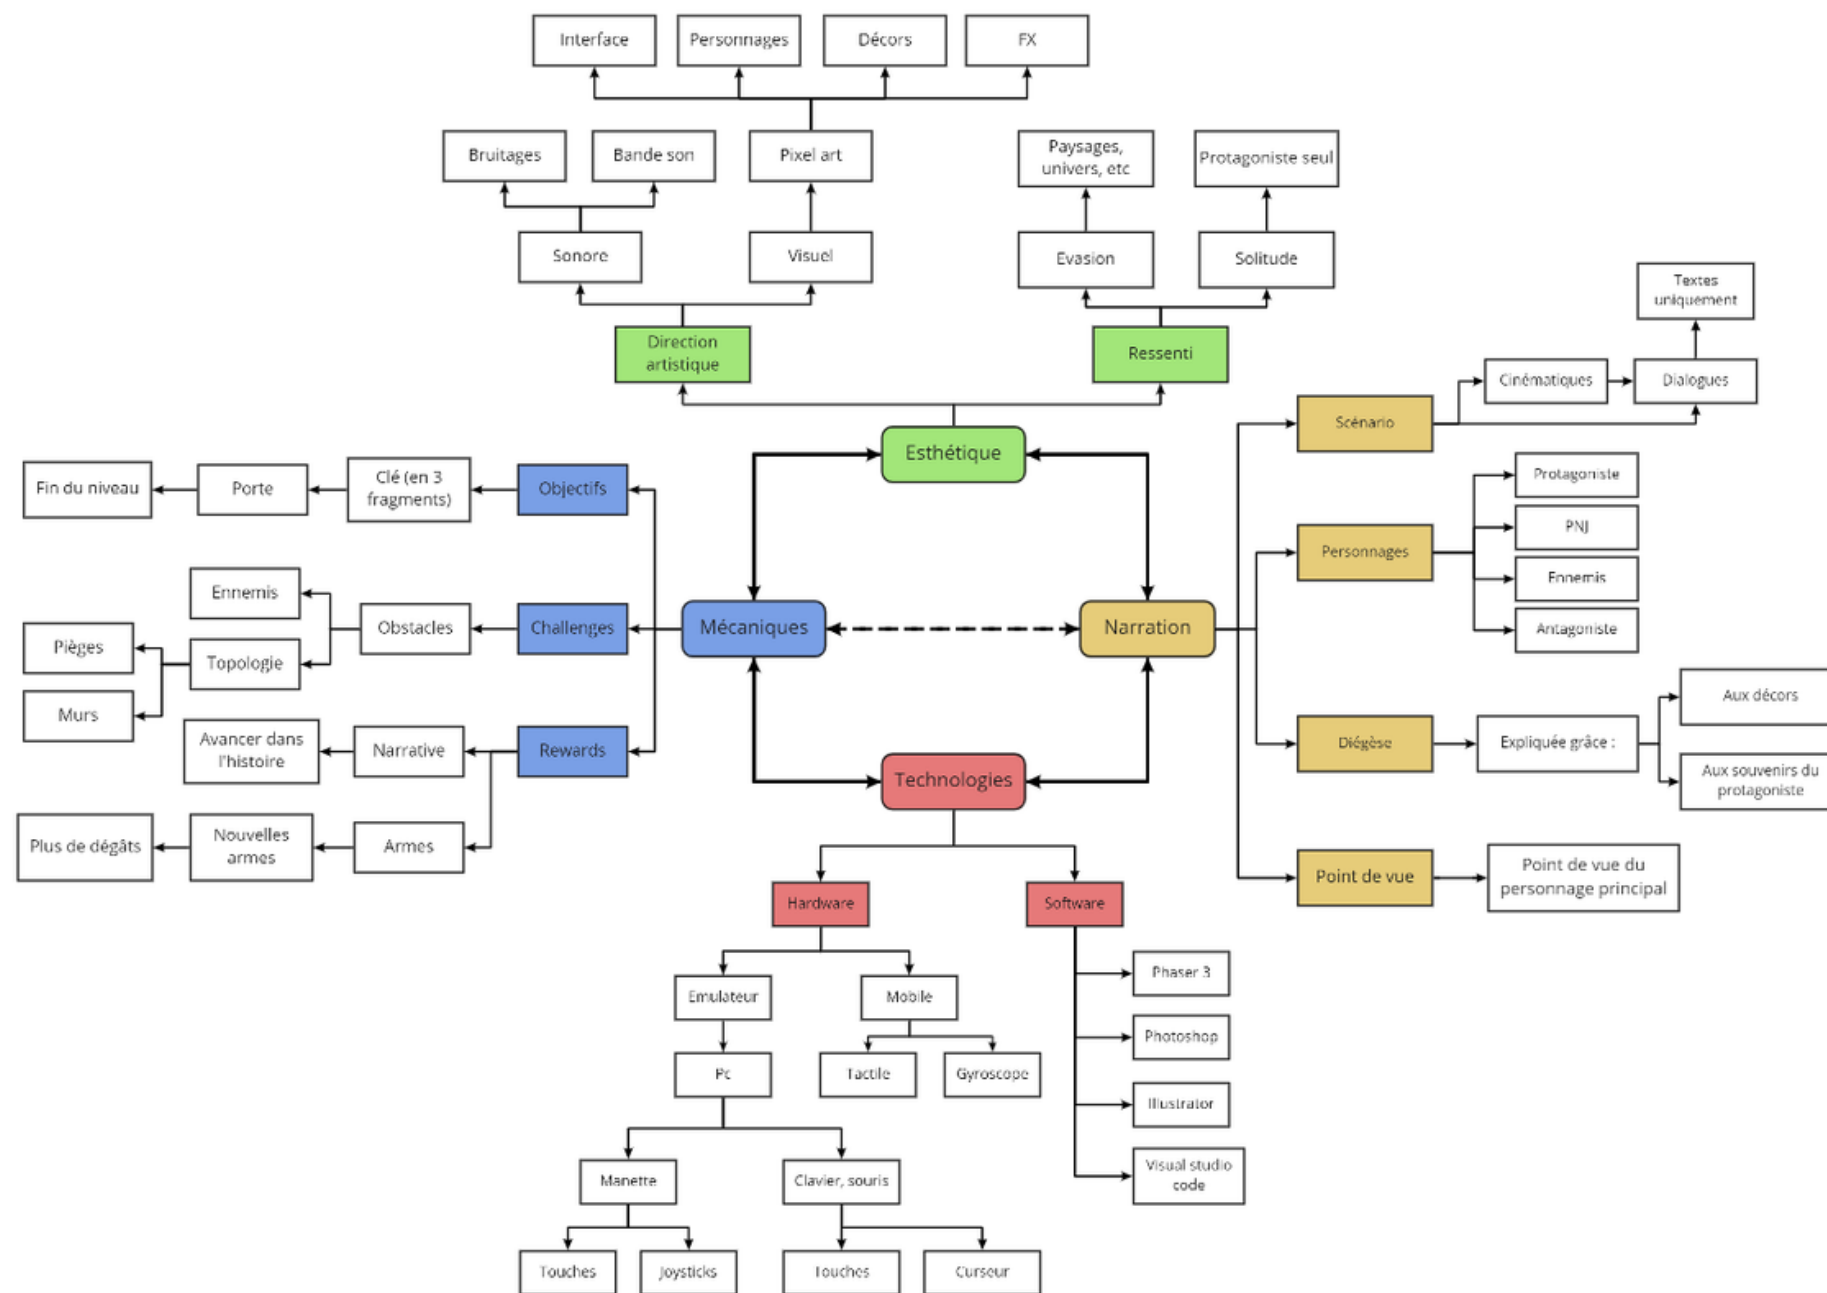 Interface
Personnages
Décors
FX
Bruitages
Bande son
Pixel art
Paysages,
univers, etc
Protagoniste seul
Sonore
Visuel
Evasion
Solitude
Direction
artistique
Ressenti
Textes
uniquement
Cinématiques
Dialogues
Scénario
Esthétique
Fin du niveau
Porte
Clé (en 3
fragments)
Objectifs
Protagoniste
PNJ
Personnages
Ennemis
Antagoniste
Ennemis
Obstacles
Challenges
Mécaniques
Narration
Pièges
Topologie
Murs
Avancer dans
l'histoire
Narrative
Rewards
Technologies
Diégèse
Expliquée grâce :
Aux décors
Aux souvenirs du
protagoniste
Plus de dégâts
Nouvelles
armes
Armes
Point de vue
Point de vue du
personnage principal
Hardware
Software
Emulateur
Mobile
Phaser 3
Photoshop
Pc
Tactile
Gyroscope
Illustrator
Manette
Clavier, souris
Visual studio
code
Touches
Joysticks
Touches
Curseur